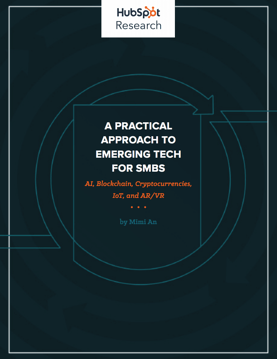 HubSpot
Research
A PRACTICAL
APPROACH TO
EMERGING TECH
FOR SMBS
AI, Blockchain, Cryptocurrencies,
IoT, and AR/VR
by Mimi An